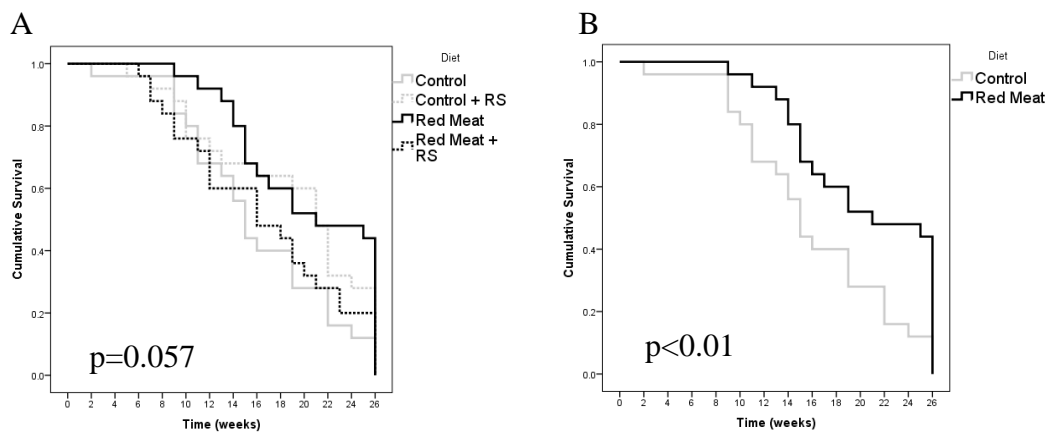 A
Diet
Control
Control + RS
Red Meat
Red Meat +
RS
Cumulative Survival
1.0
0.8
0.6
0.4
0.2
0.0
p=0.057
0 2 4 6 8 10 12 14 16 18 20 22 24 26
Time (weeks)
B
Diet
Control
Red Meat
Cumulative Survival
1.0
0.8
0.6
0.4
0.2
0.0
p<0.01
0 2 4 6 8 10 12 14 16 18 20 22 24 26
Time (weeks)